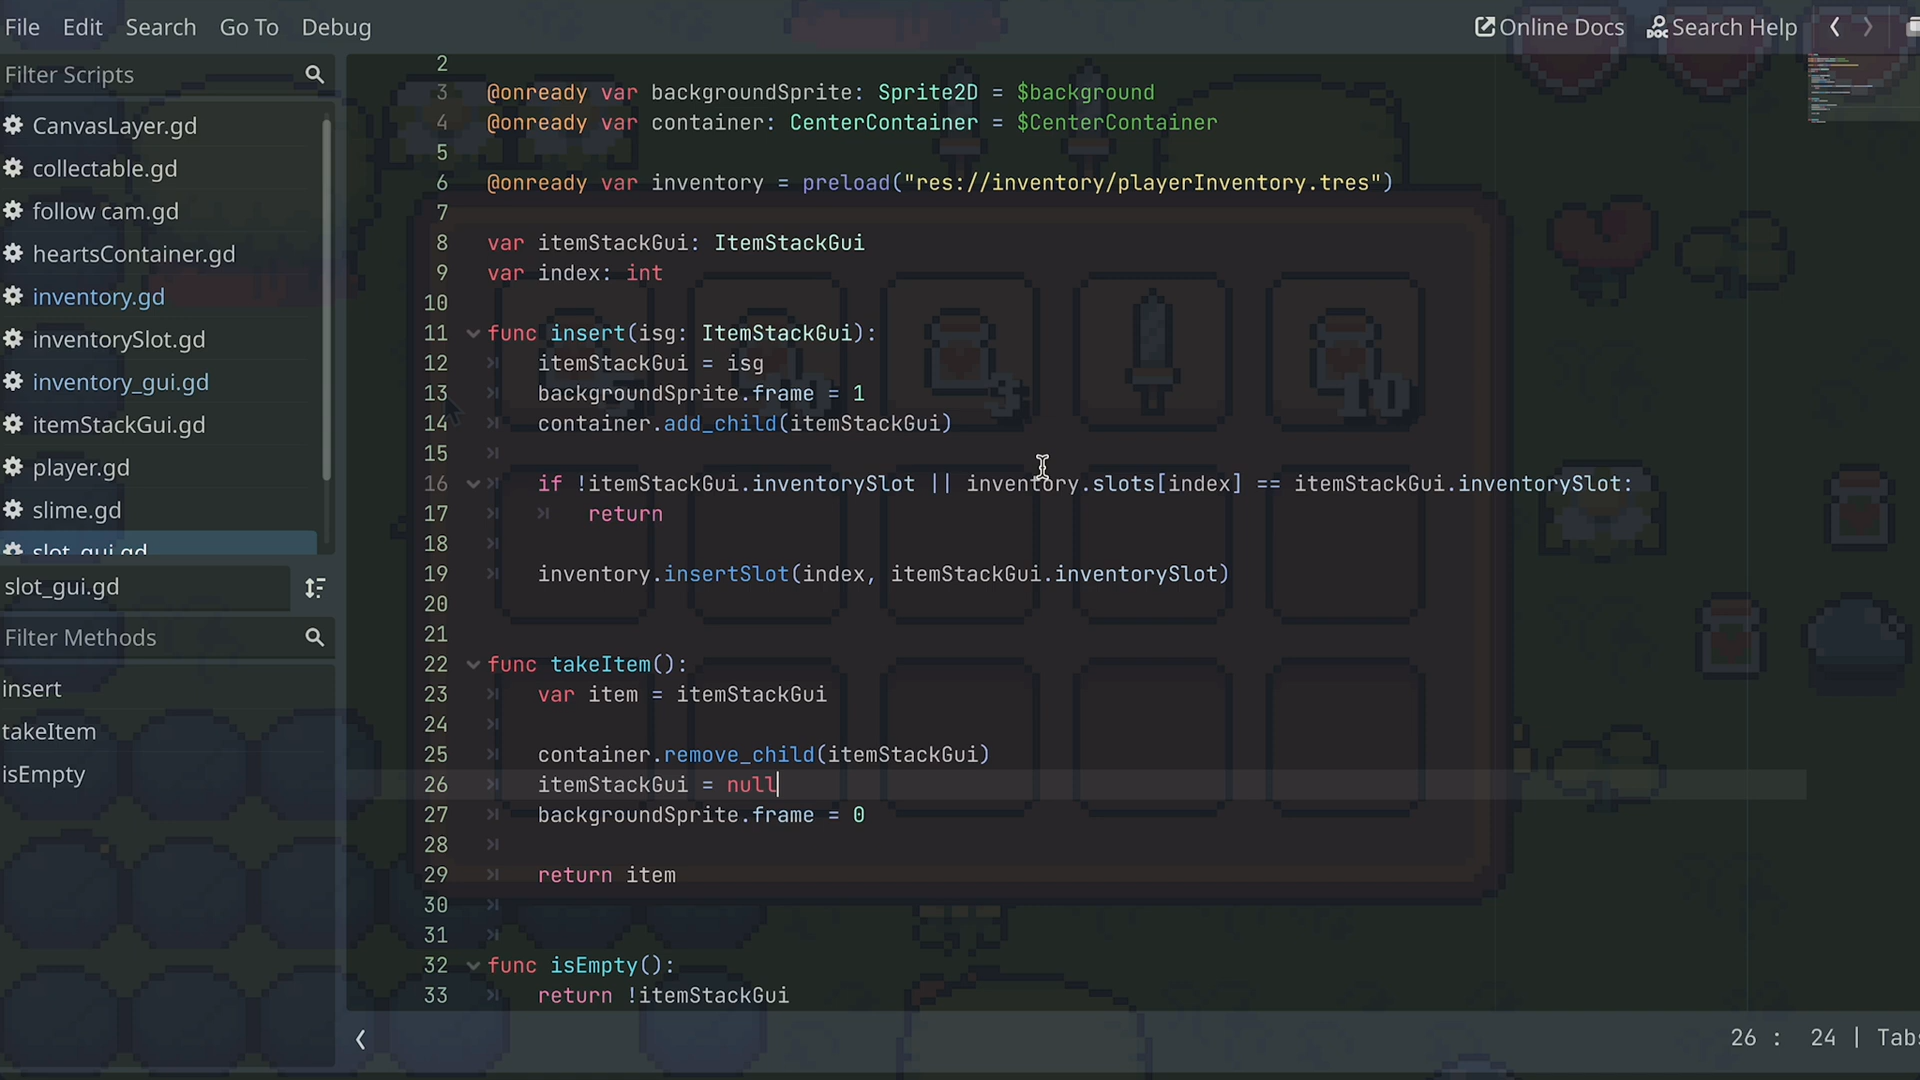 File Edit Search Go To Debug
Online Docs Search Help
Filter Scripts
CanvasLayer.gd
collectable.gd
follow cam.gd
heartsContainer.gd
inventory.gd
inventorySlot.gd
inventory_gui.gd
itemStackGui.gd
player.gd
slime.gd
slot_gui.gd
slot_gui.gd
Filter Methods
insert
takeItem
isEmpty
2
3 @onready var backgroundSprite: Sprite2D = $background
4 @onready var container: CenterContainer = $CenterContainer
5
6 @onready var inventory = preload("res://inventory/playerInventory.tres")
7
8 var itemStackGui: ItemStackGui
9 var index: int
10
11 func insert(isg: ItemStackGui):
12 itemStackGui = isg
13 backgroundSprite.frame = 1
14 container.add_child(itemStackGui)
15
16 if !itemStackGui.inventorySlot || inventory.slots[index] == itemStackGui.inventorySlot:
17 return
18
19 inventory.insertSlot(index, itemStackGui.inventorySlot)
20
21
22 func takeItem():
23 var item = itemStackGui
24
25 container.remove_child(itemStackGui)
26 itemStackGui = null
27 backgroundSprite.frame = 0
28
29 return item
30
31
32 func isEmpty():
33 return !itemStackGui
9
10
26 : 24 | Tabs